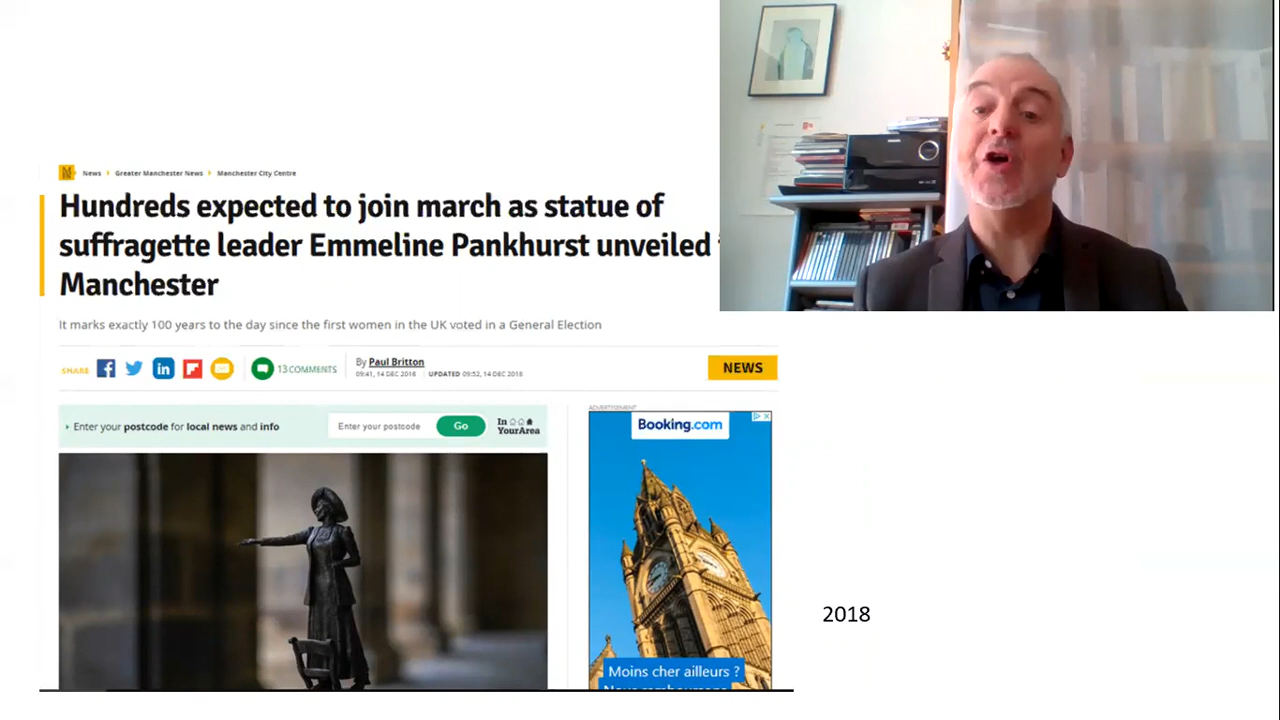 News Greater Manchester News Manchester City Centre
Hundreds expected to join march as statue of
suffragette leader Emmeline Pankhurst unveiled
Manchester
It marks exactly 100 years to the day since the first women in the UK voted in a General Election
SHARE
13 COMMENTS
By Paul Britton
09:41, 14 DEC 2018 UPDATED 09:52, 14 DEC 2018
NEWS
Enter your postcode for local news and info
Enter your postcode
Go
In
YourArea
ADVERTISEMENT
Booking.com
Moins cher ailleurs ?
2018